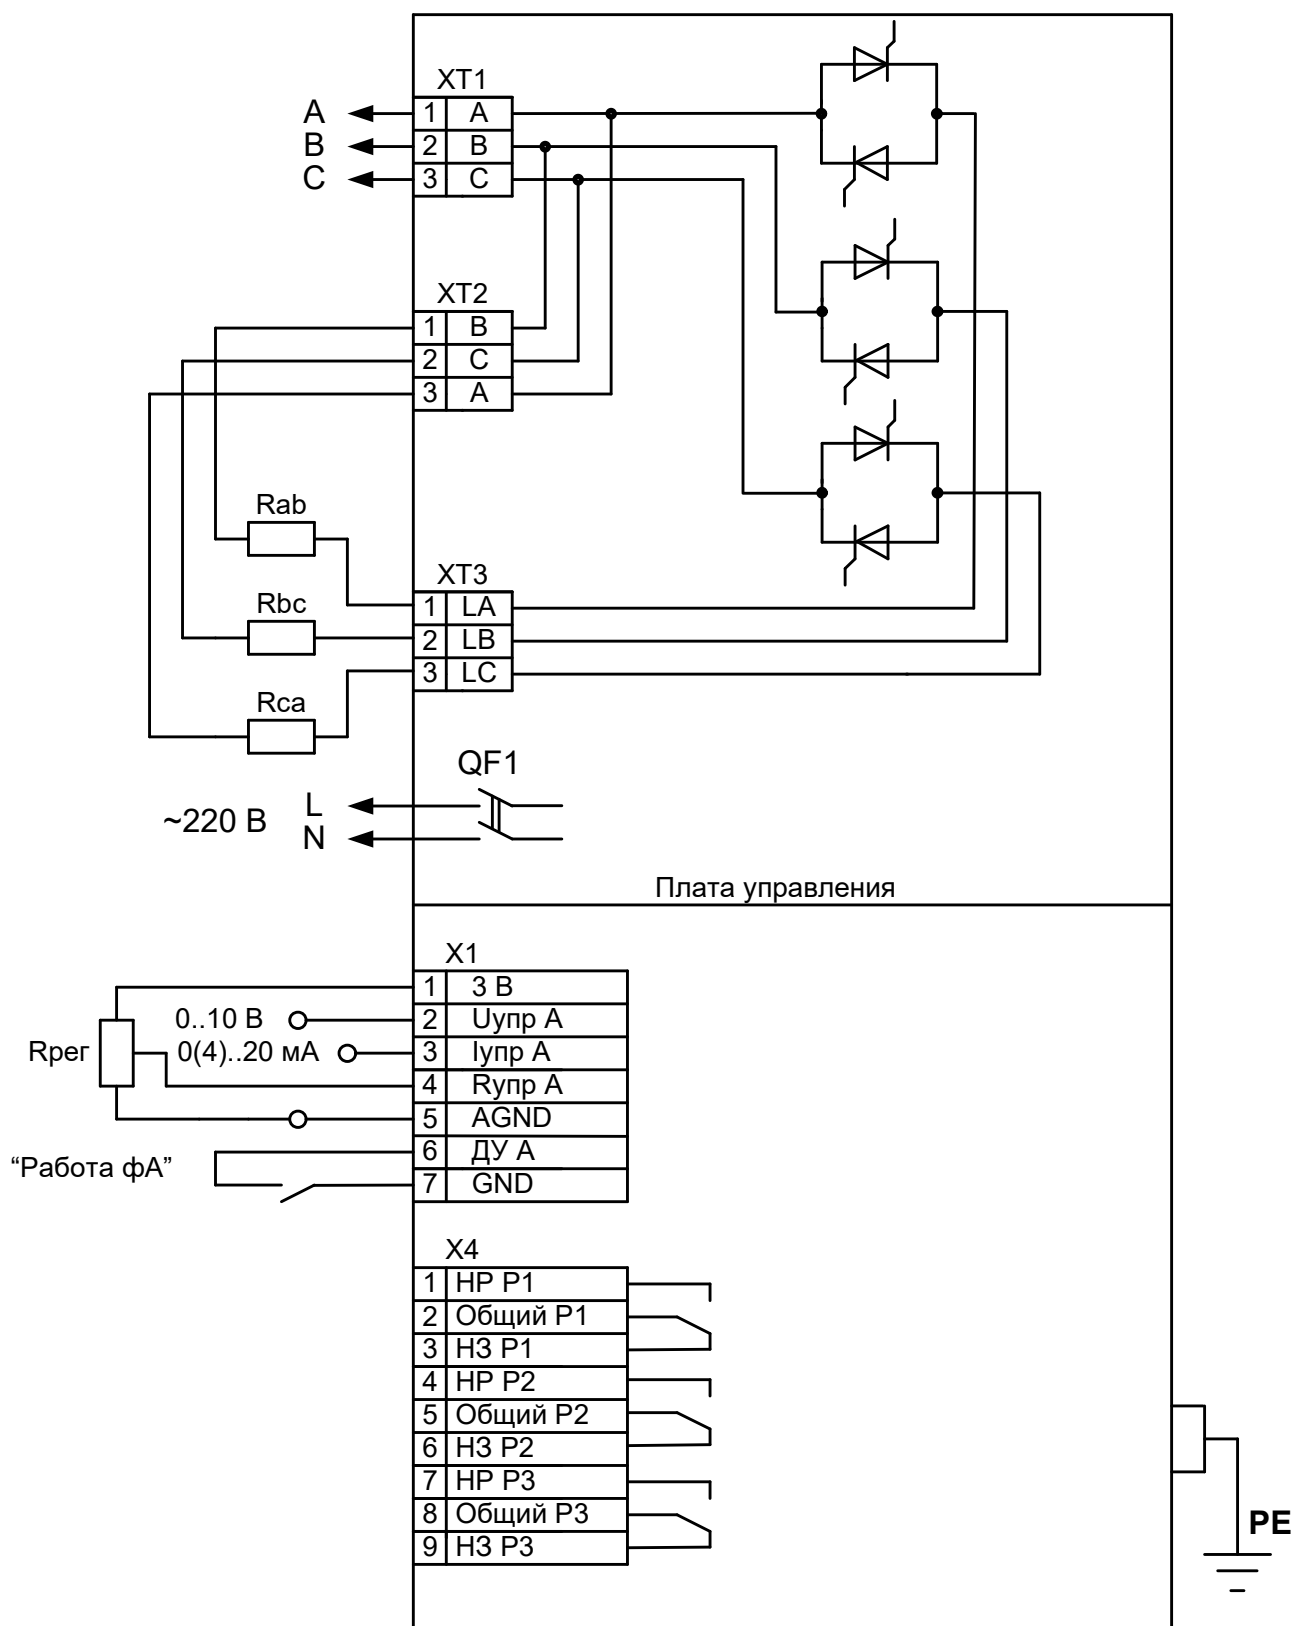 XT1
A 1 A
B 2 B
C 3 C
XT2
1 B
2 C
3 A
Rab
Rbc
Rca
XT3
1 LA
2 LB
3 LC
QF1
~220 В
L
N
Плата управления
X1
1 3 В
0..10 В 2 Uупр А
Rрег 0(4)..20 мА 3 Iупр А
4 Rупр А
5 AGND
“Работа фА” 6 ДУ А
7 GND
X4
1 НР Р1
2 Общий Р1
3 НЗ Р1
4 НР Р2
5 Общий Р2
6 НЗ Р2
7 НР Р3
8 Общий Р3
9 НЗ Р3
PE